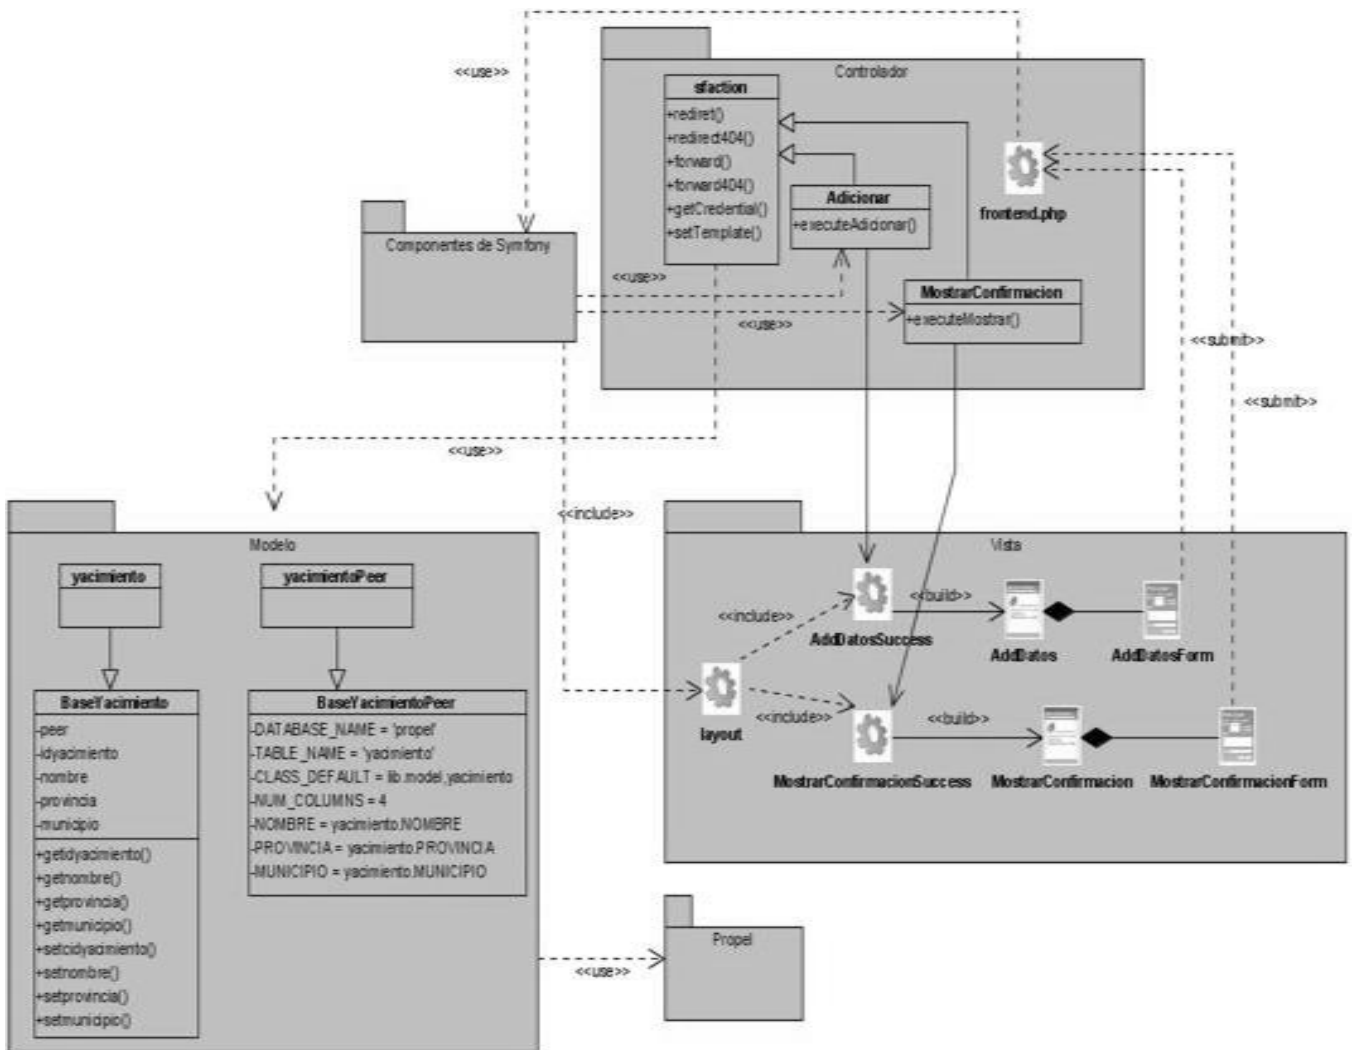 <<use>>
Controlador
sfaction
+rediret()
+redirect404()
+forward()
+forward404()
+getCredential()
+setTemplate()
Adicionar
+executeAdicionar()
frontend.php
Componentes de Symfony
<<use>>
<<use>>
MostrarConfirmacion
+executeMostrar()
<<submit>>
<<submit>>
<<use>>
<<include>>
Modelo
yacimiento
yacimientoPeer
BaseYacimiento
-peer
-idyacimiento
-nombre
-provincia
-municipio
+getidyacimiento()
+getnombre()
+getprovincia()
+getmunicipio()
+setcidyacimiento()
+setnombre()
+setprovincia()
+setmunicipio()
BaseYacimientoPeer
-DATABASE_NAME = 'propel'
-TABLE_NAME = 'yacimiento'
-CLASS_DEFAULT = lib.model,yacimiento
-NUM_COLUMNS = 4
-NOMBRE = yacimiento.NOMBRE
-PROVINCIA = yacimiento.PROVINCIA
-MUNICIPIO = yacimiento.MUNICIPIO
Vista
<<include>>
<<build>>
AddDatosSuccess
AddDatos
AddDatosForm
layout
<<include>>
<<build>>
MostrarConfirmacionSuccess
MostrarConfirmacion
MostrarConfirmacionForm
<<use>>
Propel